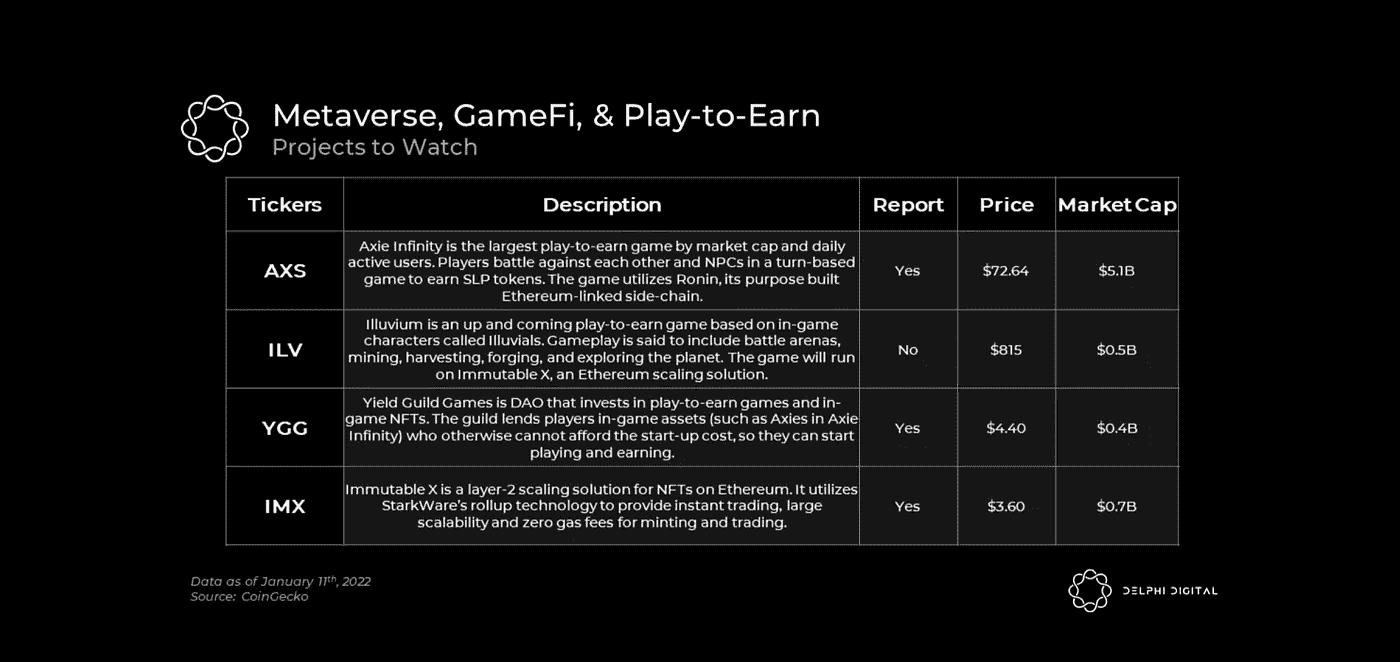 Metaverse, GameFi, & Play-to-Earn
Projects to Watch
Tickers Description Report Price Market Cap
AXS
Axie Infinity is the largest play-to-earn game by market cap and daily
active users. Players battle against each other and NPCs in a turn-based
game to earn SLP tokens. The game utilizes Ronin, its purpose built
Ethereum-linked side-chain.
Yes $72.64 $5.1B
ILV
Illuvium is an up and coming play-to-earn game based on in-game
characters called Illuvials. Gameplay is said to include battle arenas,
mining, harvesting, forging, and exploring the planet. The game will run
on Immutable X, an Ethereum scaling solution.
No $815 $0.5B
YGG
Yield Guild Games is DAO that invests in play-to-earn games and in-
game NFTs. The guild lends players in-game assets (such as Axies in Axie
Infinity) who otherwise cannot afford the start-up cost, so they can start
playing and earning.
Yes $4.40 $0.4B
IMX
Immutable X is a layer-2 scaling solution for NFTs on Ethereum. It utilizes
StarkWare's rollup technology to provide instant trading, large
scalability and zero gas fees for minting and trading.
Yes $3.60 $0.7B
Data as of January 11th, 2022
Source: CoinGecko
DELPHI DIGITAL